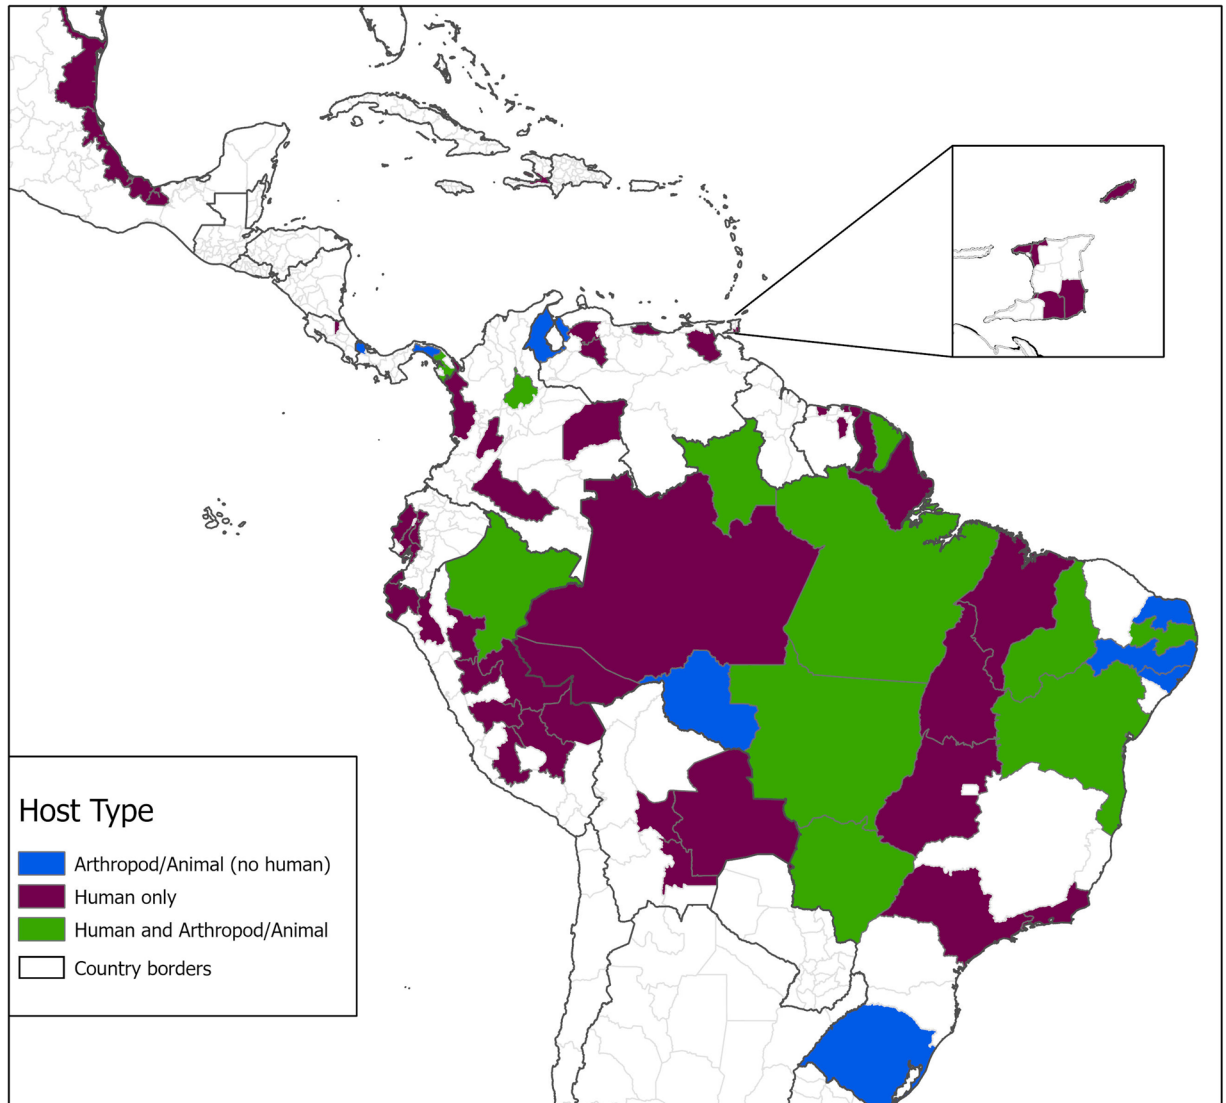 Host Type
Arthropod/Animal (no human)
Human only
Human and Arthropod/Animal
Country borders